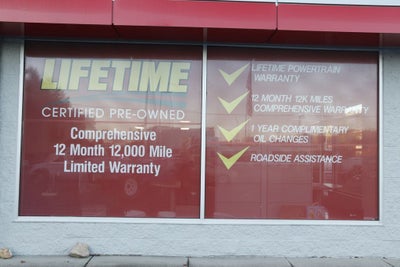 LIFETIME
CERTIFIED PRE-OWNED
Comprehensive
12 Month 12,000 Mile
Limited Warranty
LIFETIME POWERTRAIN
WARRANTY
12 MONTH 12K MILES
COMPREHENSIVE WARRANTY
1 YEAR COMPLIMENTARY
OIL CHANGES
ROADSIDE ASSISTANCE